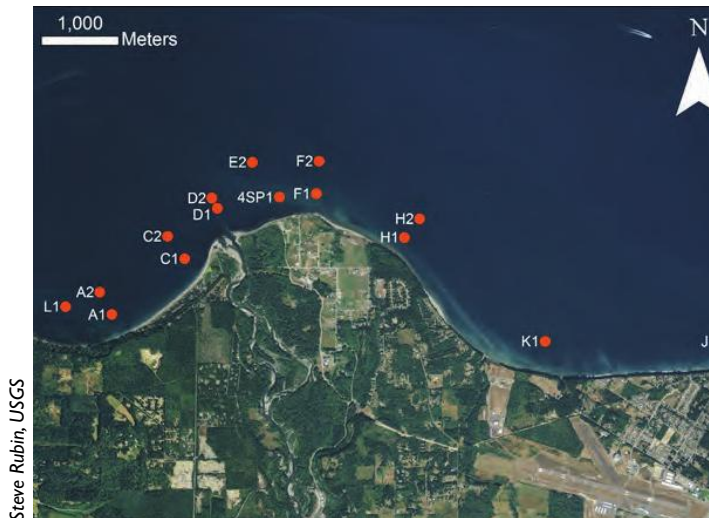 1,000
Meters
N
E2
F2
D2
4SP1
F1
D1
C2
H2
H1
C1
A2
L1
A1
K1
J
Steve Rubin, USGS